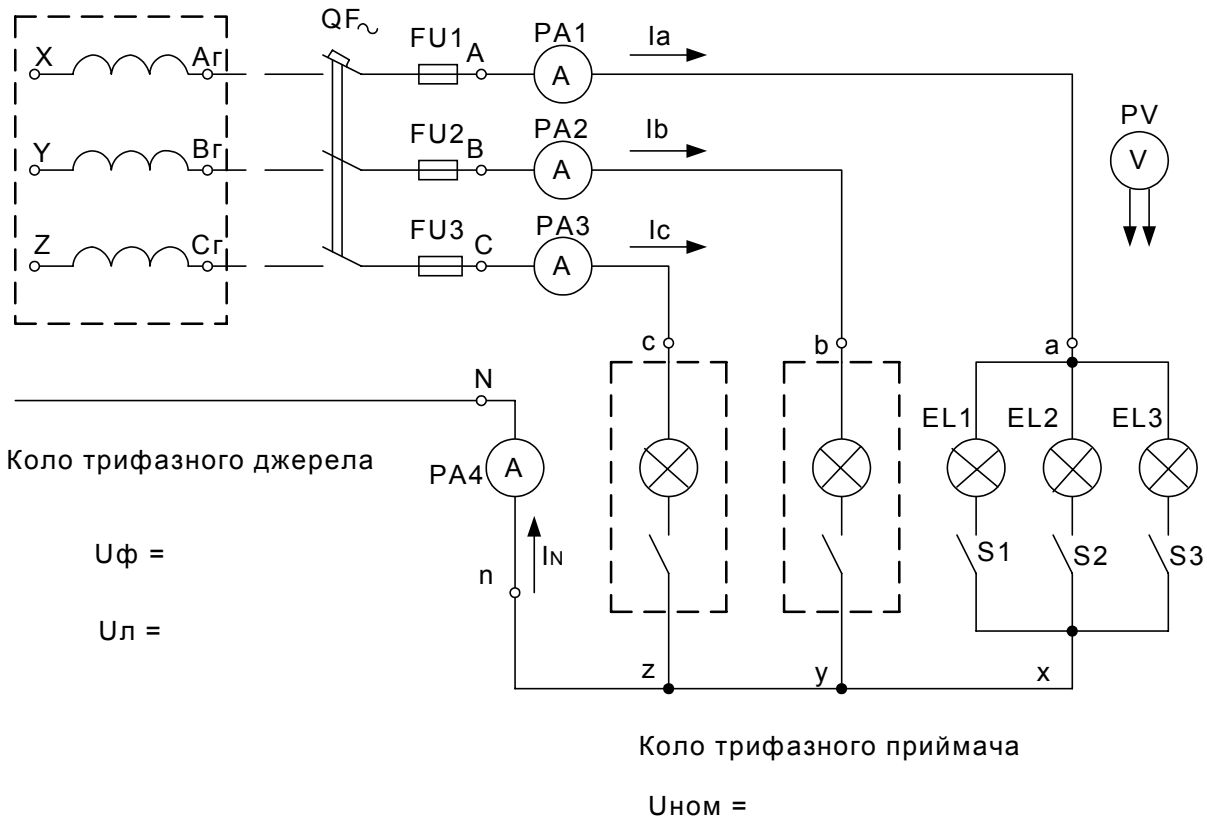 QF~
FU1
A
PA1
Ia
X
Aг
A
PV
V
FU2
B
PA2
Ib
Y
Bг
A
FU3
C
PA3
Ic
Z
Cг
A
c
b
a
N
EL1
EL2
EL3
Коло трифазного джерела
PA4
A
Uф =
n
IN
S1
S2
S3
Uл =
z
y
x
Коло трифазного приймача
Uном =